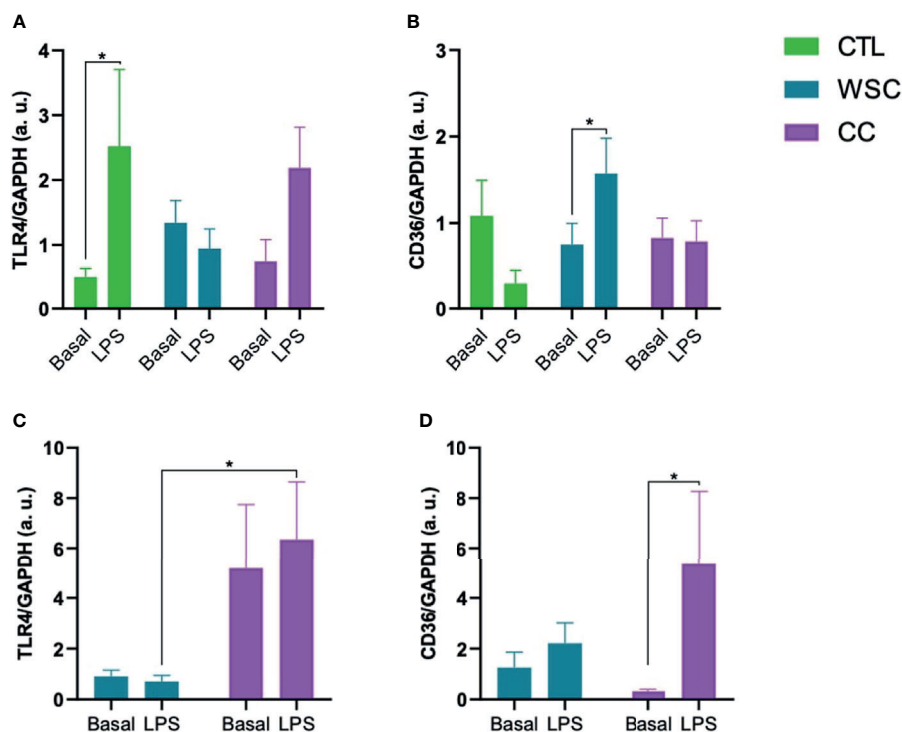 A
TLR4/GAPDH (a. u.)
4
3
2
1
0
*
Basal LPS Basal LPS Basal LPS
B
CD36/GAPDH (a. u.)
3
2
1
0
*
Basal LPS Basal LPS Basal LPS
CTL
WSC
CC
C
TLR4/GAPDH (a. u.)
10
8
6
4
2
0
*
Basal LPS Basal LPS
D
CD36/GAPDH (a. u.)
10
8
6
4
2
0
*
Basal LPS Basal LPS